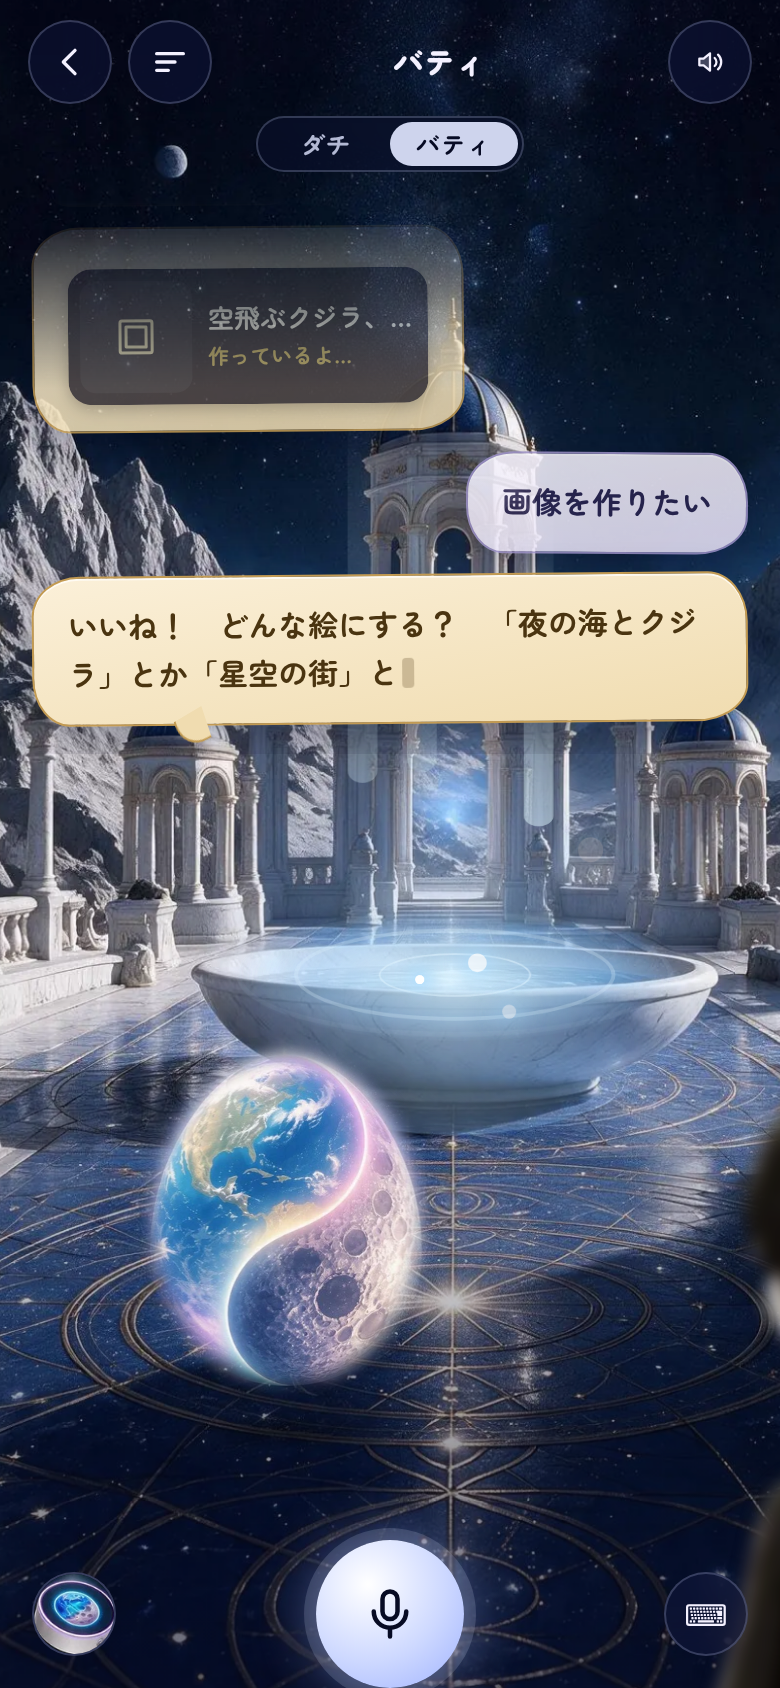 バティ
ダチ
バティ
空飛ぶクジラ、...
作っているよ...
画像を作りたい
いいね！　どんな絵にする？　「夜の海とクジ
ラ」とか「星空の街」と